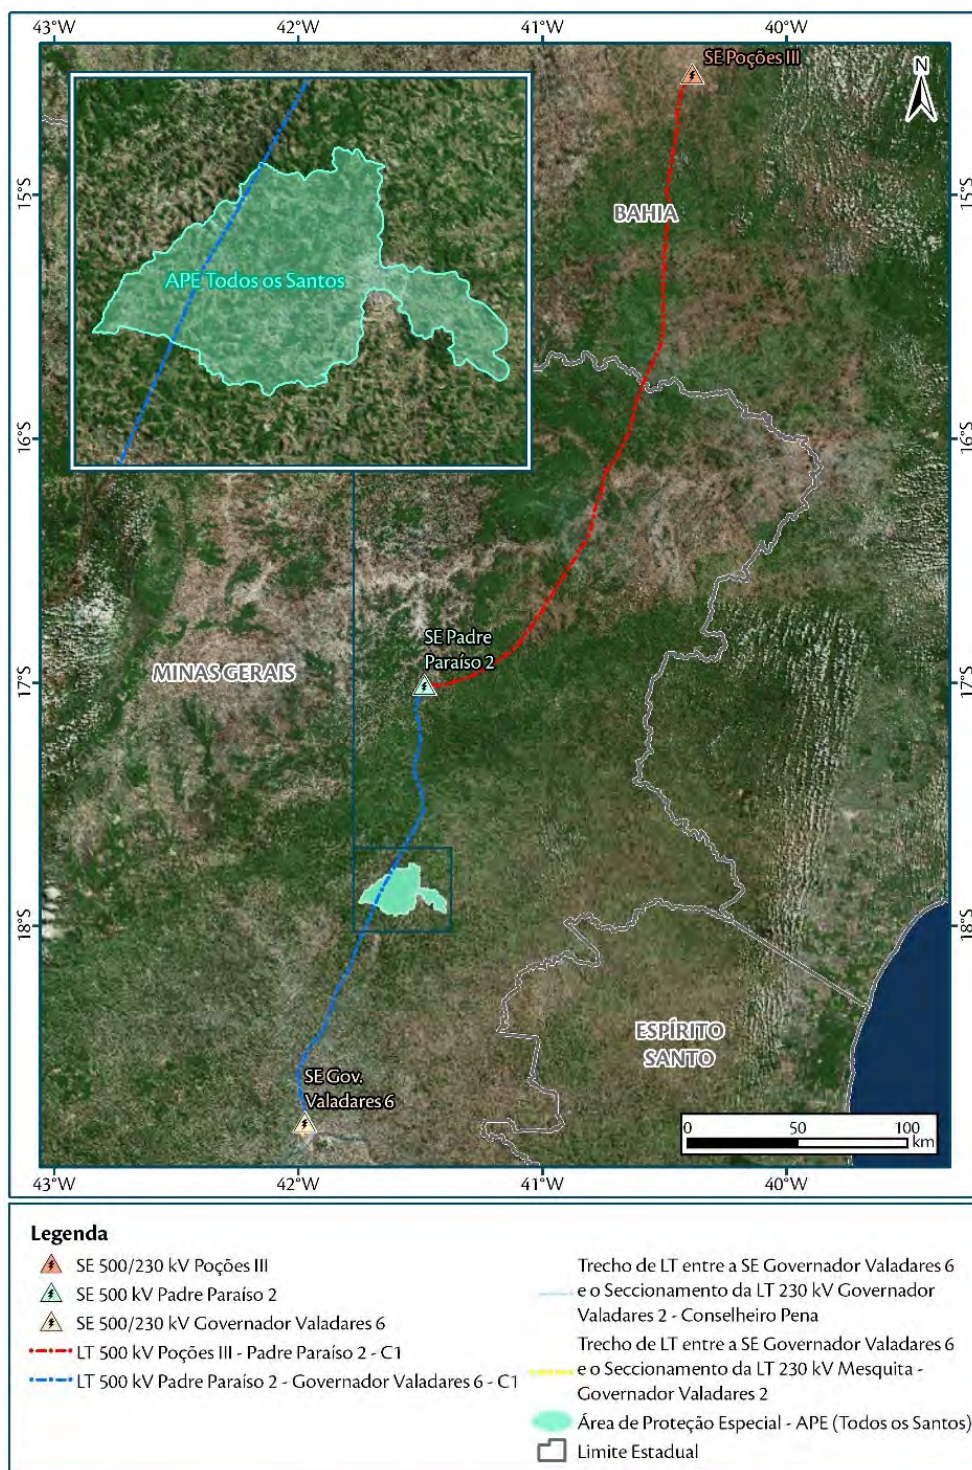 43°W
42°W
41°W
40°W
SE Poções III
N
15°S
15°S
BAHIA
APE Todos os Santos
16°S
16°S
SE Padre
Paraíso 2
MINAS GERAIS
17°S
17°S
18°S
18°S
ESPÍRITO
SANTO
SE Gov.
Valadares 6
0
50
100
km
43°W
42°W
41°W
40°W
Legenda
SE 500/230 kV Poções III
SE 500 kV Padre Paraíso 2
SE 500/230 kV Governador Valadares 6
LT 500 kV Poções III - Padre Paraíso 2 - C1
LT 500 kV Padre Paraíso 2 - Governador Valadares 6 - C1
Trecho de LT entre a SE Governador Valadares 6
e o Seccionamento da LT 230 kV Governador
Valadares 2 - Conselheiro Pena
Trecho de LT entre a SE Governador Valadares 6
e o Seccionamento da LT 230 kV Mesquita -
Governador Valadares 2
Área de Proteção Especial - APE (Todos os Santos)
Limite Estadual